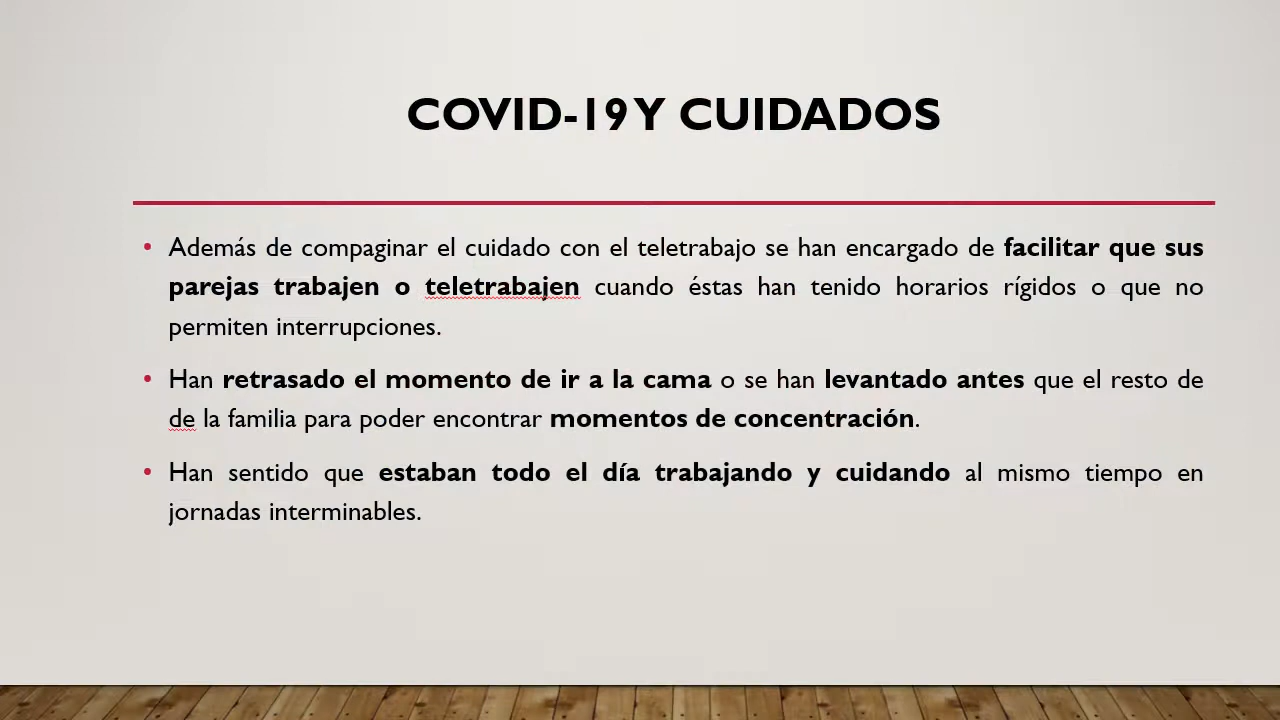 COVID-19 Y CUIDADOS
• Además de compaginar el cuidado con el teletrabajo se han encargado de facilitar que sus
parejas trabajen o teletrabajen cuando éstas han tenido horarios rígidos o que no
permiten interrupciones.
• Han retrasado el momento de ir a la cama o se han levantado antes que el resto de
de la familia para poder encontrar momentos de concentración.
• Han sentido que estaban todo el día trabajando y cuidando al mismo tiempo en
jornadas interminables.